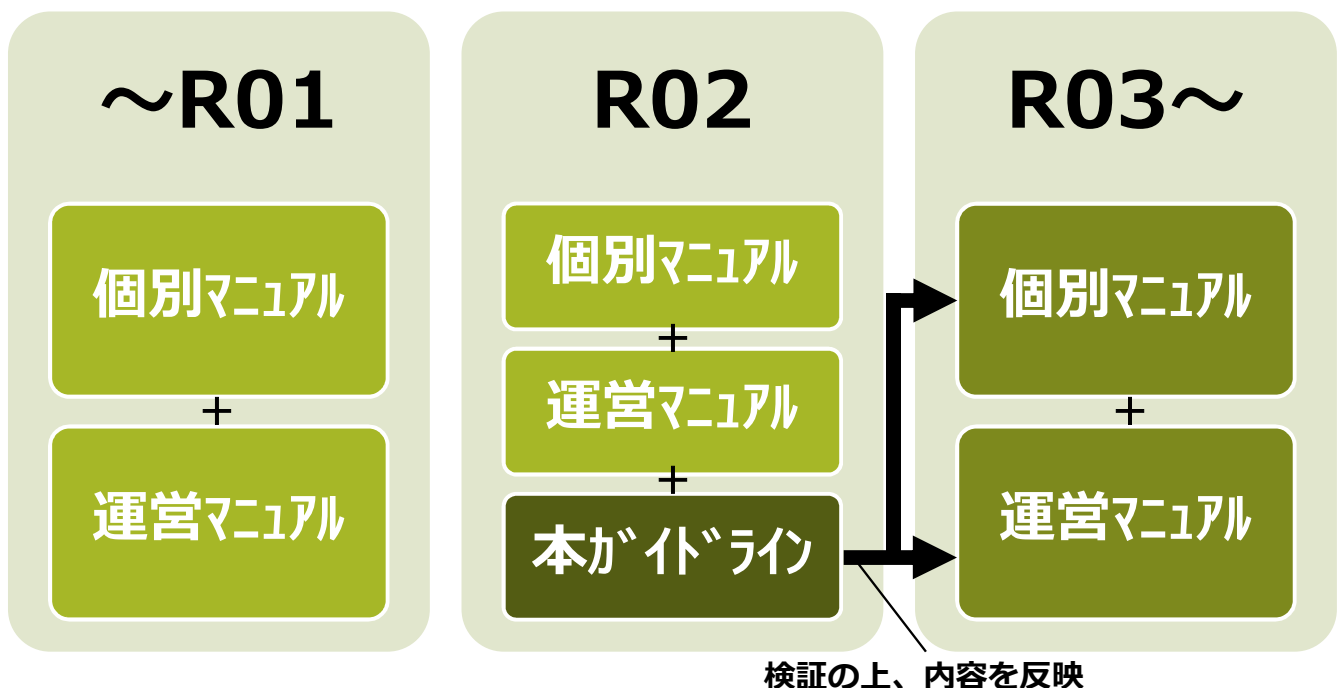 ～R01
個別ﾏﾆｭｱﾙ
+
運営ﾏﾆｭｱﾙ
R02
個別ﾏﾆｭｱﾙ
+
運営ﾏﾆｭｱﾙ
+
本ｶﾞｲﾄﾞﾗｲﾝ
R03～
個別ﾏﾆｭｱﾙ
+
運営ﾏﾆｭｱﾙ
検証の上、内容を反映